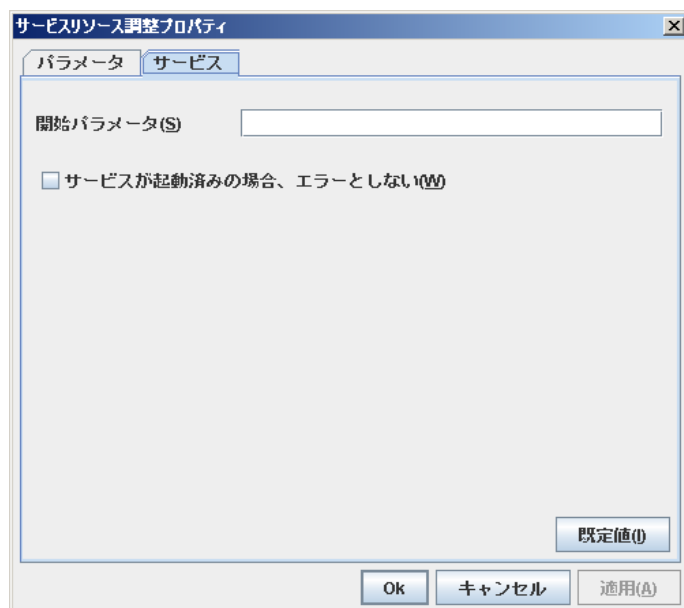 サービスリソース調整プロパティ
パラメータ サービス
開始パラメータ(S)
サービスが起動済みの場合、エラーとしない(W)
既定値(I)
Ok キャンセル 適用(A)